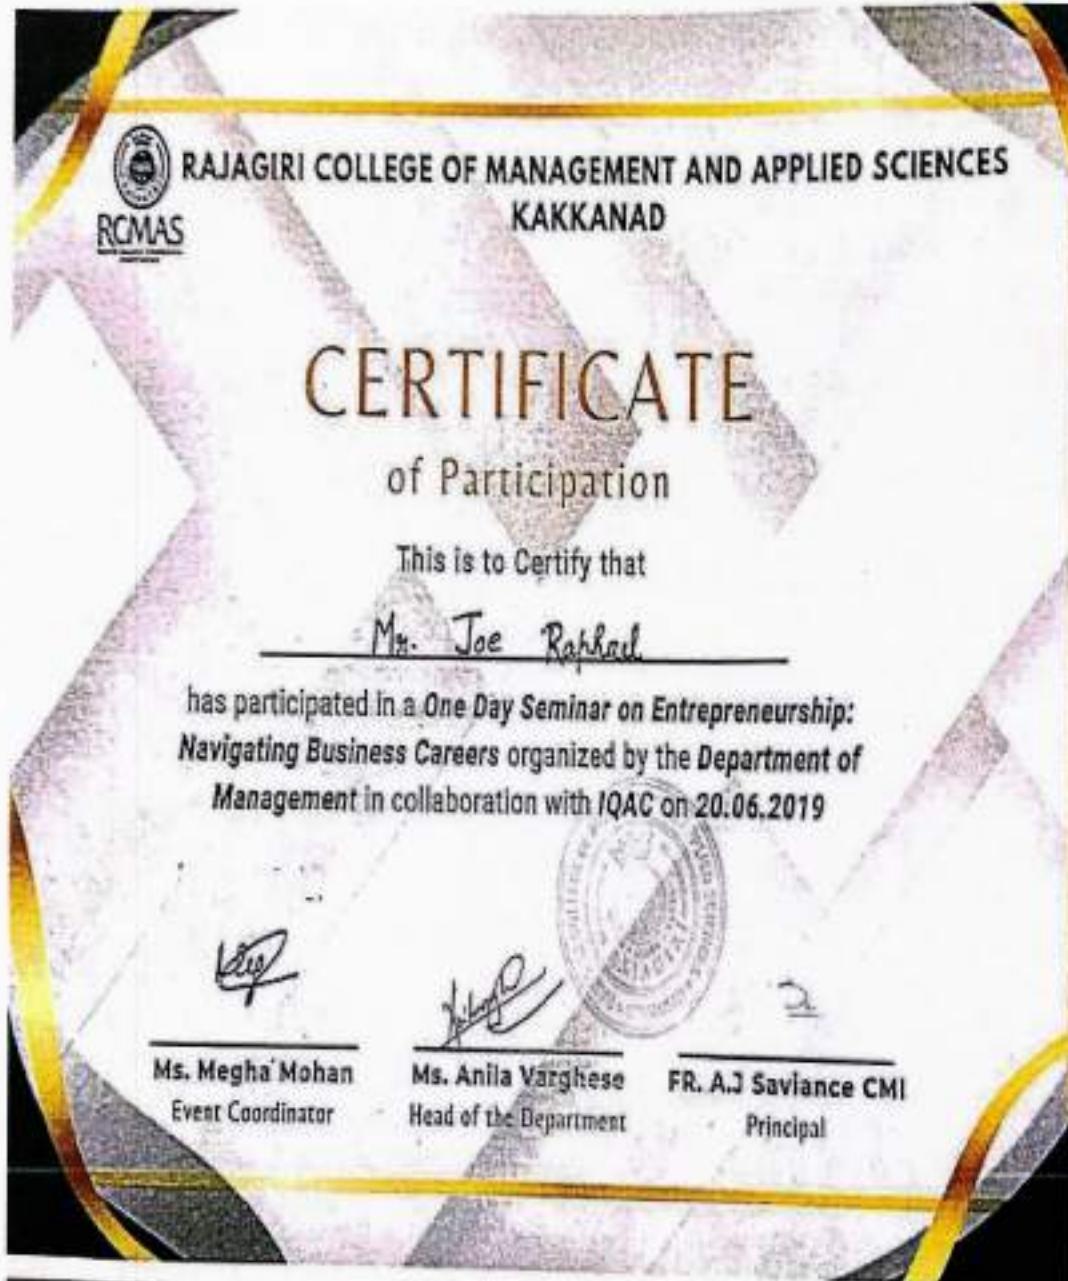 RAJAGIRI COLLEGE OF MANAGEMENT AND APPLIED SCIENCES
KAKKANAD
RCMAS
CERTIFICATE
of Participation
This is to Certify that
Mr. Joe Raphael
has participated in a One Day Seminar on Entrepreneurship:
Navigating Business Careers organized by the Department of
Management in collaboration with IQAC on 20.06.2019
Ms. Megha Mohan
Event Coordinator
Ms. Anila Varghese
Head of the Department
FR. A.J Saviance CMI
Principal